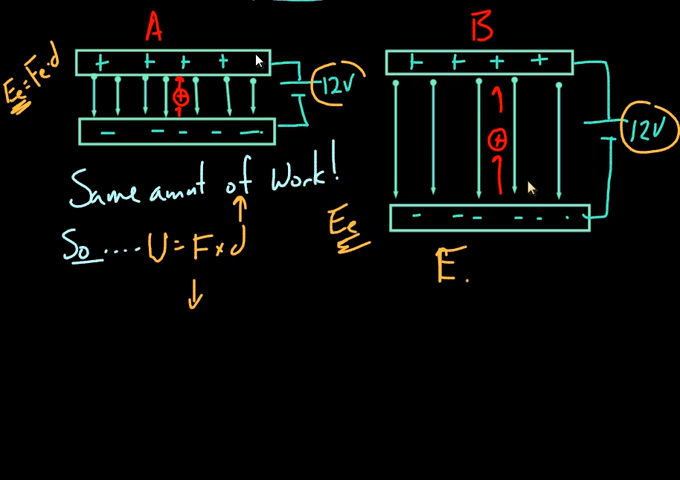 A
B
Ee = Fe.d
+ + + +
+ + + +
12V
12V
+
+
- - - -
- - - - - -
Same amnt of Work!
Ee
So.... U = F x d
E.